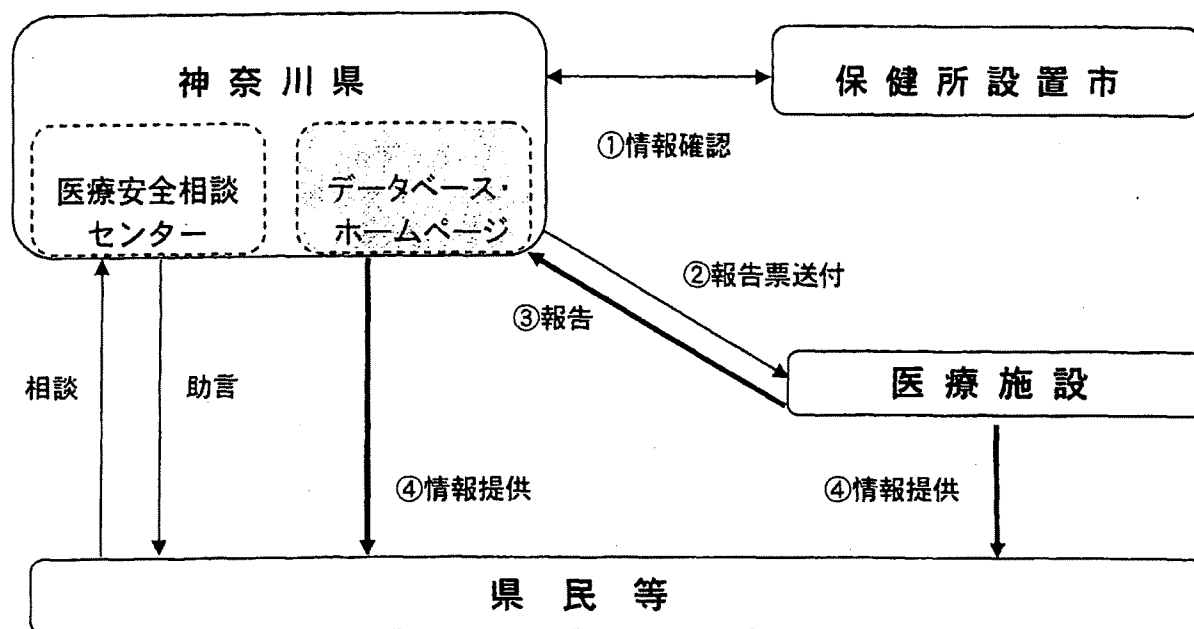 神奈川県
保健所設置市
①情報確認
医療安全相談
センター
データベース・
ホームページ
②報告票送付
③報告
医療施設
相談
助言
④情報提供
④情報提供
県民等